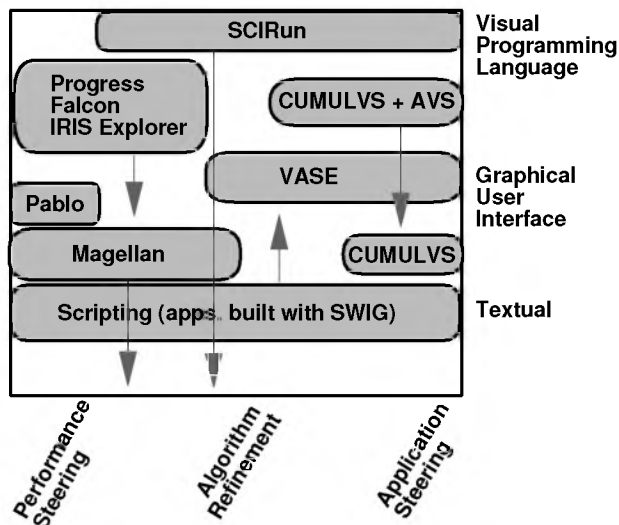 SCIRun
Visual
Programming
Language
Progress
Falcon
IRIS Explorer
CUMULVS + AVS
VASE
Graphical
User
Interface
Pablo
Magellan
CUMULVS
Scripting (apps. built with SWIG)
Textual
Performance
Steering
Algorithm
Refinement
Application
Steering